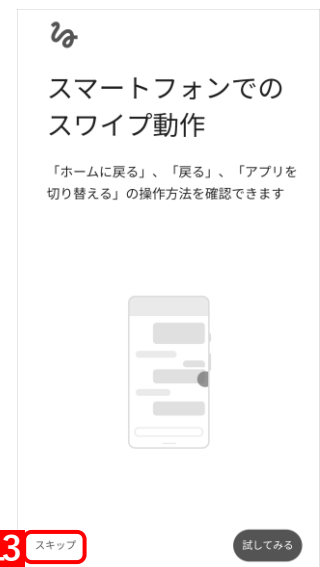 スマートフォンでの
スワイプ動作
「ホームに戻る」、「戻る」、「アプリを
切り替える」の操作方法を確認できます
13
スキップ
試してみる